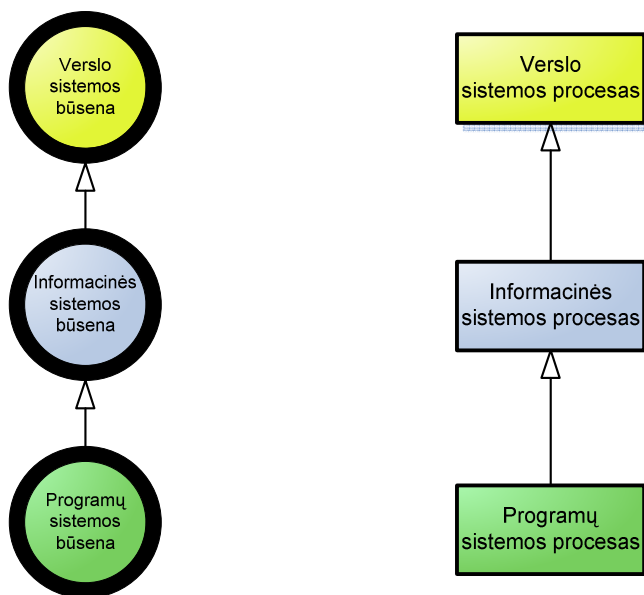 Verslo
sistemos
būsena
Verslo
sistemos procesas
Informacinės
sistemos
būsena
Informacinės
sistemos procesas
Programų
sistemos
būsena
Programų
sistemos procesas